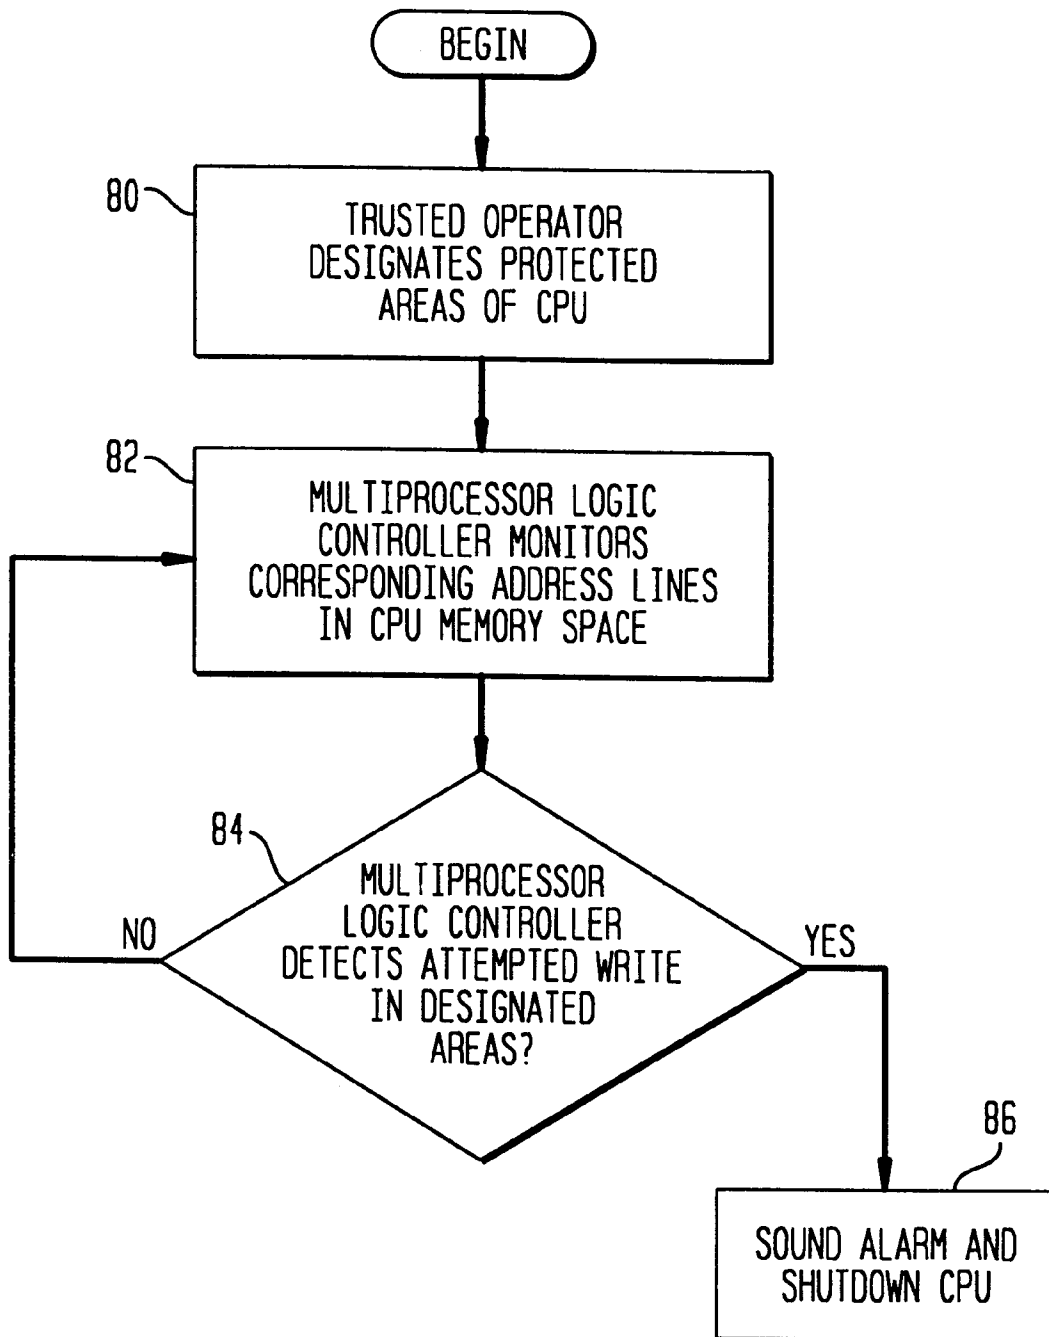 BEGIN
80
TRUSTED OPERATOR
DESIGNATES PROTECTED
AREAS OF CPU
82
MULTIPROCESSOR LOGIC
CONTROLLER MONITORS
CORRESPONDING ADDRESS LINES
IN CPU MEMORY SPACE
84
MULTIPROCESSOR
LOGIC CONTROLLER
DETECTS ATTEMPTED WRITE
IN DESIGNATED
AREAS?
NO
YES
86
SOUND ALARM AND
SHUTDOWN CPU